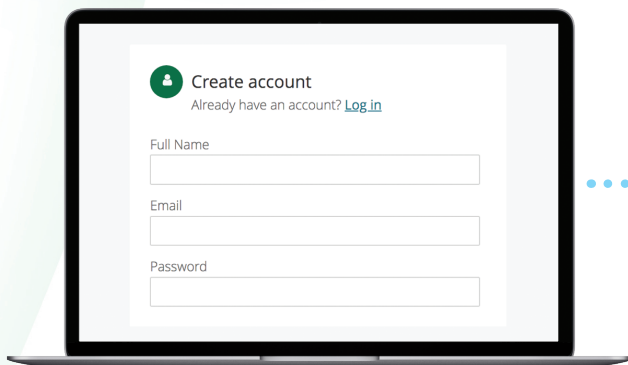 Create account
Already have an account? Log in
Full Name
Email
Password